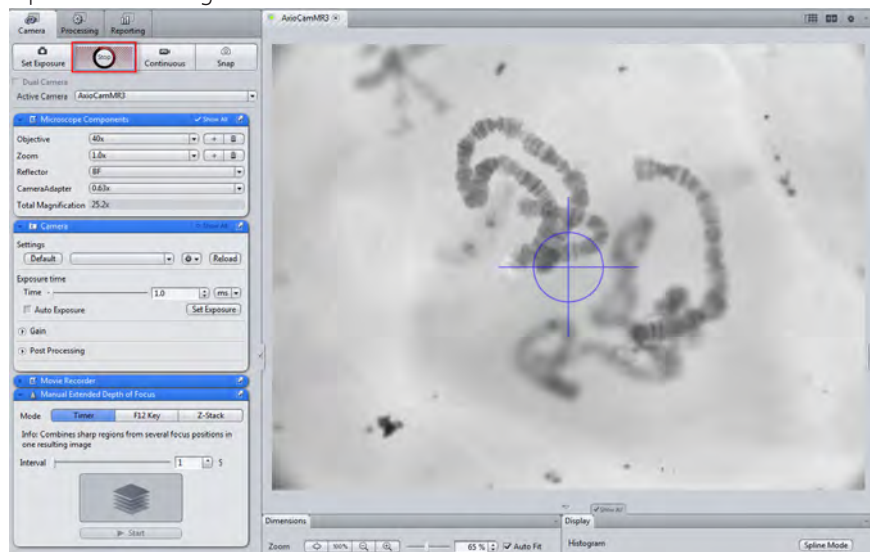 Camera Processing Reporting
AxioCamMR3
Set Exposure Stop Continuous Snap
Dual Camera
Active Camera AxioCamMR3
Microscope Components Show All
Objective 40x
Zoom 1.0x
Reflector BF
CameraAdapter 0.63x
Total Magnification 25.2x
Camera Show All
Settings
Default Reload
Exposure time
Time 1.0 ms
Auto Exposure Set Exposure
Gain
Post Processing
Movie Recorder
Manual Extended Depth of Focus
Mode Timer F12 Key Z-Stack
Info: Combines sharp regions from several focus positions in
one resulting image
Interval 1 S
Start
Show All
Dimensions Display
Zoom 100% 65 % Auto Fit Histogram Spline Mode